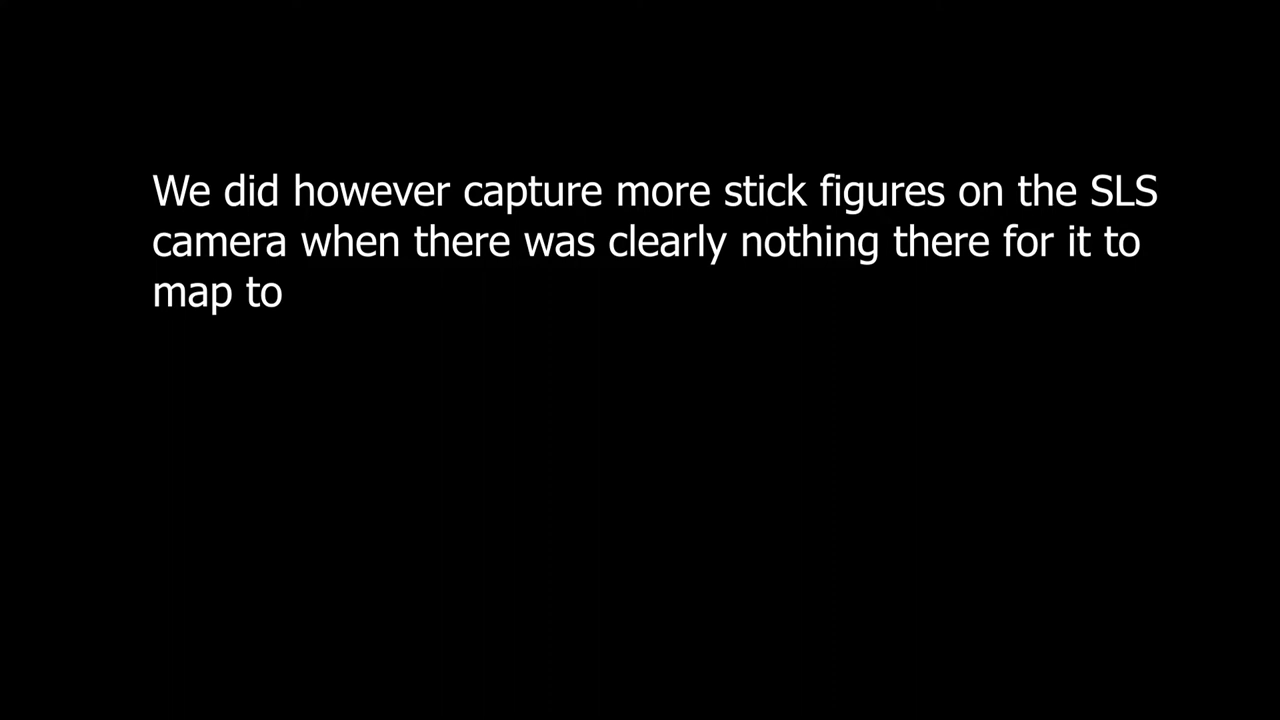 We did however capture more stick figures on the SLS
camera when there was clearly nothing there for it to
map to